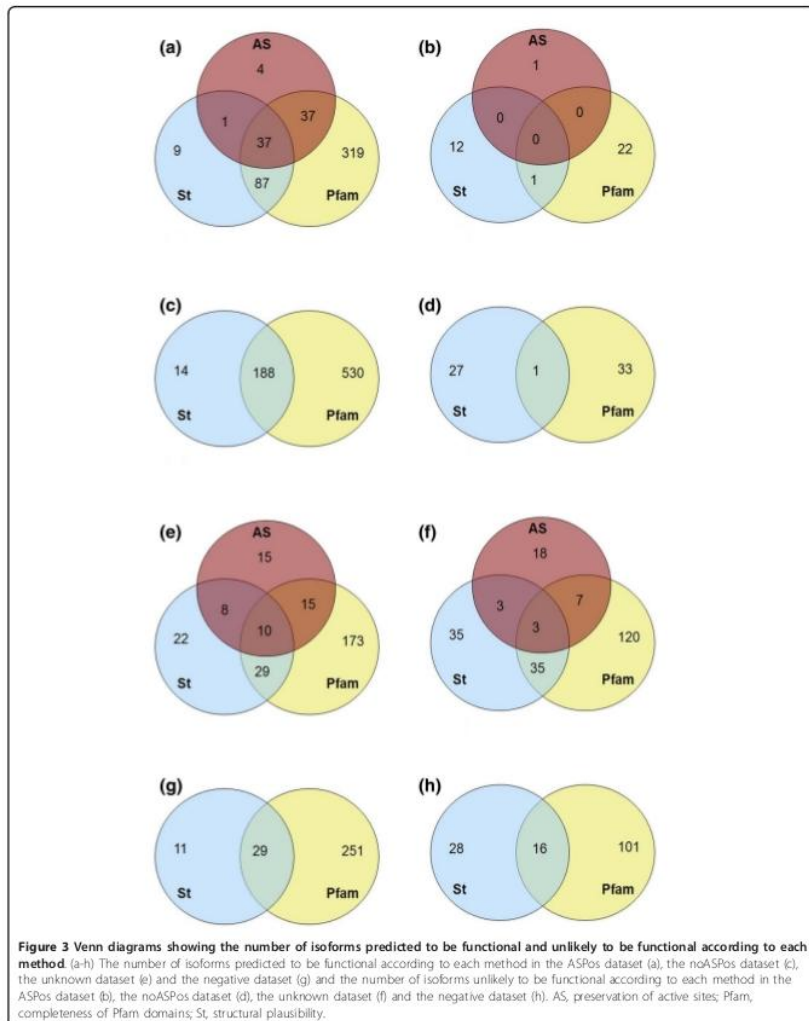 (a)
AS
4
1
37
37
9
319
87
St
Pfam
(b)
AS
1
0
0
0
12
22
1
St
Pfam
(c)
14
188
530
St
Pfam
(d)
27
1
33
St
Pfam
(e)
AS
15
8
15
10
22
173
29
St
Pfam
(f)
AS
18
3
7
3
35
120
35
St
Pfam
(g)
11
29
251
St
Pfam
(h)
28
16
101
St
Pfam
Figure 3 Venn diagrams showing the number of isoforms predicted to be functional and unlikely to be functional according to each
method. (a-h) The number of isoforms predicted to be functional according to each method in the ASPos dataset (a), the noASPos dataset (c),
the unknown dataset (e) and the negative dataset (g) and the number of isoforms unlikely to be functional according to each method in the
ASPos dataset (b), the noASPos dataset (d), the unknown dataset (f) and the negative dataset (h). AS, preservation of active sites; Pfam,
completeness of Pfam domains; St, structural plausibility.